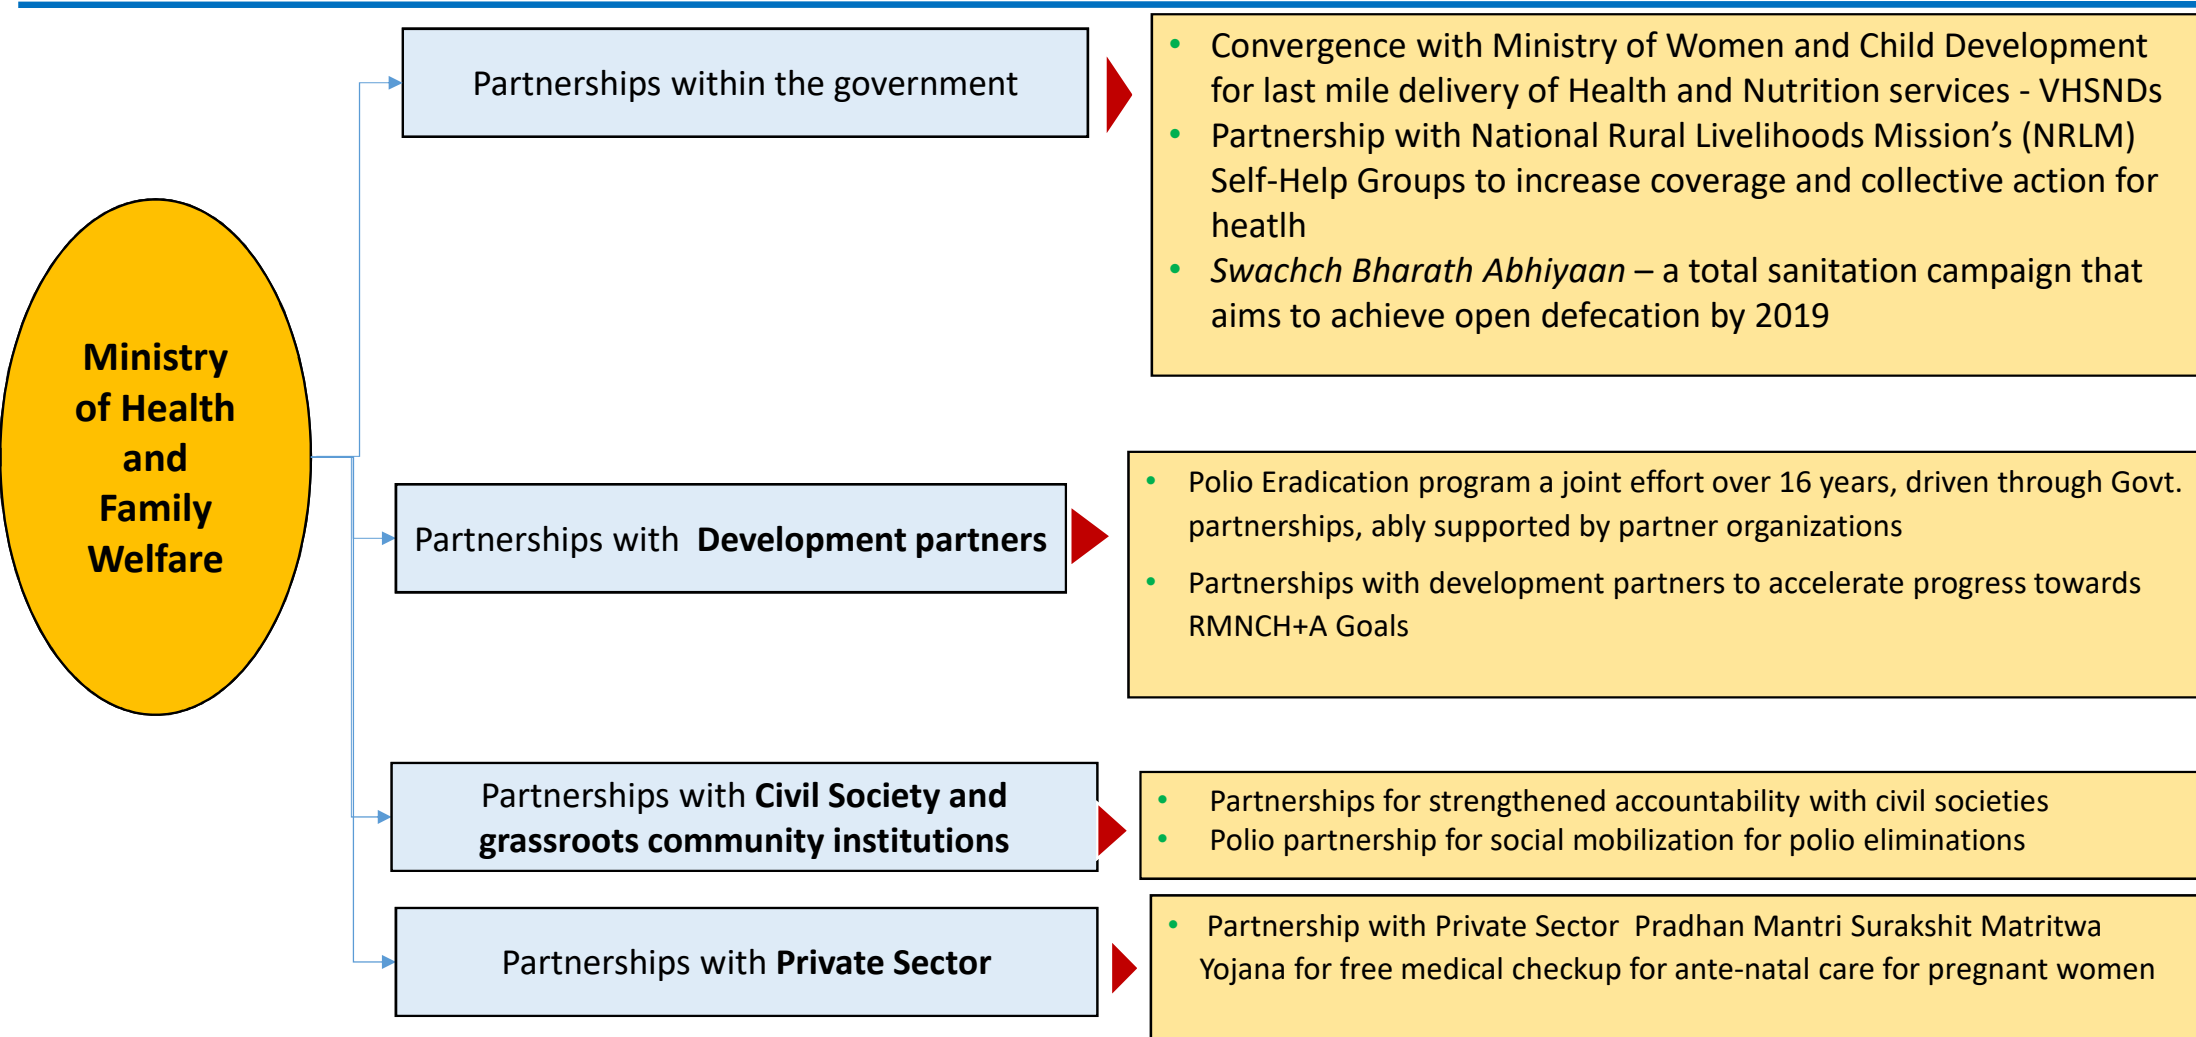 Ministry
of Health
and
Family
Welfare
Partnerships within the government
• Convergence with Ministry of Women and Child Development
for last mile delivery of Health and Nutrition services - VHSNDs
• Partnership with National Rural Livelihoods Mission’s (NRLM)
Self-Help Groups to increase coverage and collective action for
heatlh
• Swachch Bharath Abhiyaan – a total sanitation campaign that
aims to achieve open defecation by 2019
Partnerships with Development partners
• Polio Eradication program a joint effort over 16 years, driven through Govt.
partnerships, ably supported by partner organizations
• Partnerships with development partners to accelerate progress towards
RMNCH+A Goals
Partnerships with Civil Society and
grassroots community institutions
• Partnerships for strengthened accountability with civil societies
• Polio partnership for social mobilization for polio eliminations
Partnerships with Private Sector
• Partnership with Private Sector Pradhan Mantri Surakshit Matritwa
Yojana for free medical checkup for ante-natal care for pregnant women